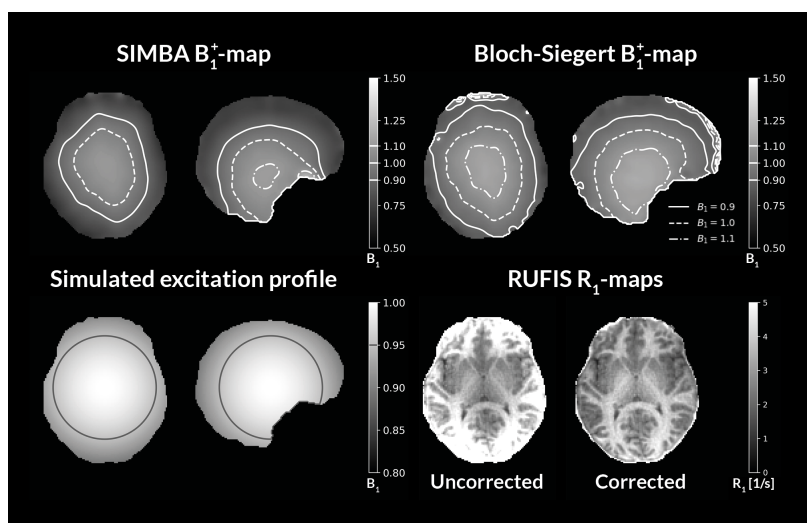 SIMBA B₁⁺-map
1.50
1.25
1.10
1.00
0.90
0.75
0.50
B₁
Bloch-Siegert B₁⁺-map
1.50
1.25
1.10
1.00
0.90
0.75
0.50
B₁
B₁ = 0.9
B₁ = 1.0
B₁ = 1.1
Simulated excitation profile
1.00
0.95
0.90
0.85
0.80
B₁
RUFIS R₁-maps
5
4
3
2
1
0
R₁ [1/s]
Uncorrected
Corrected